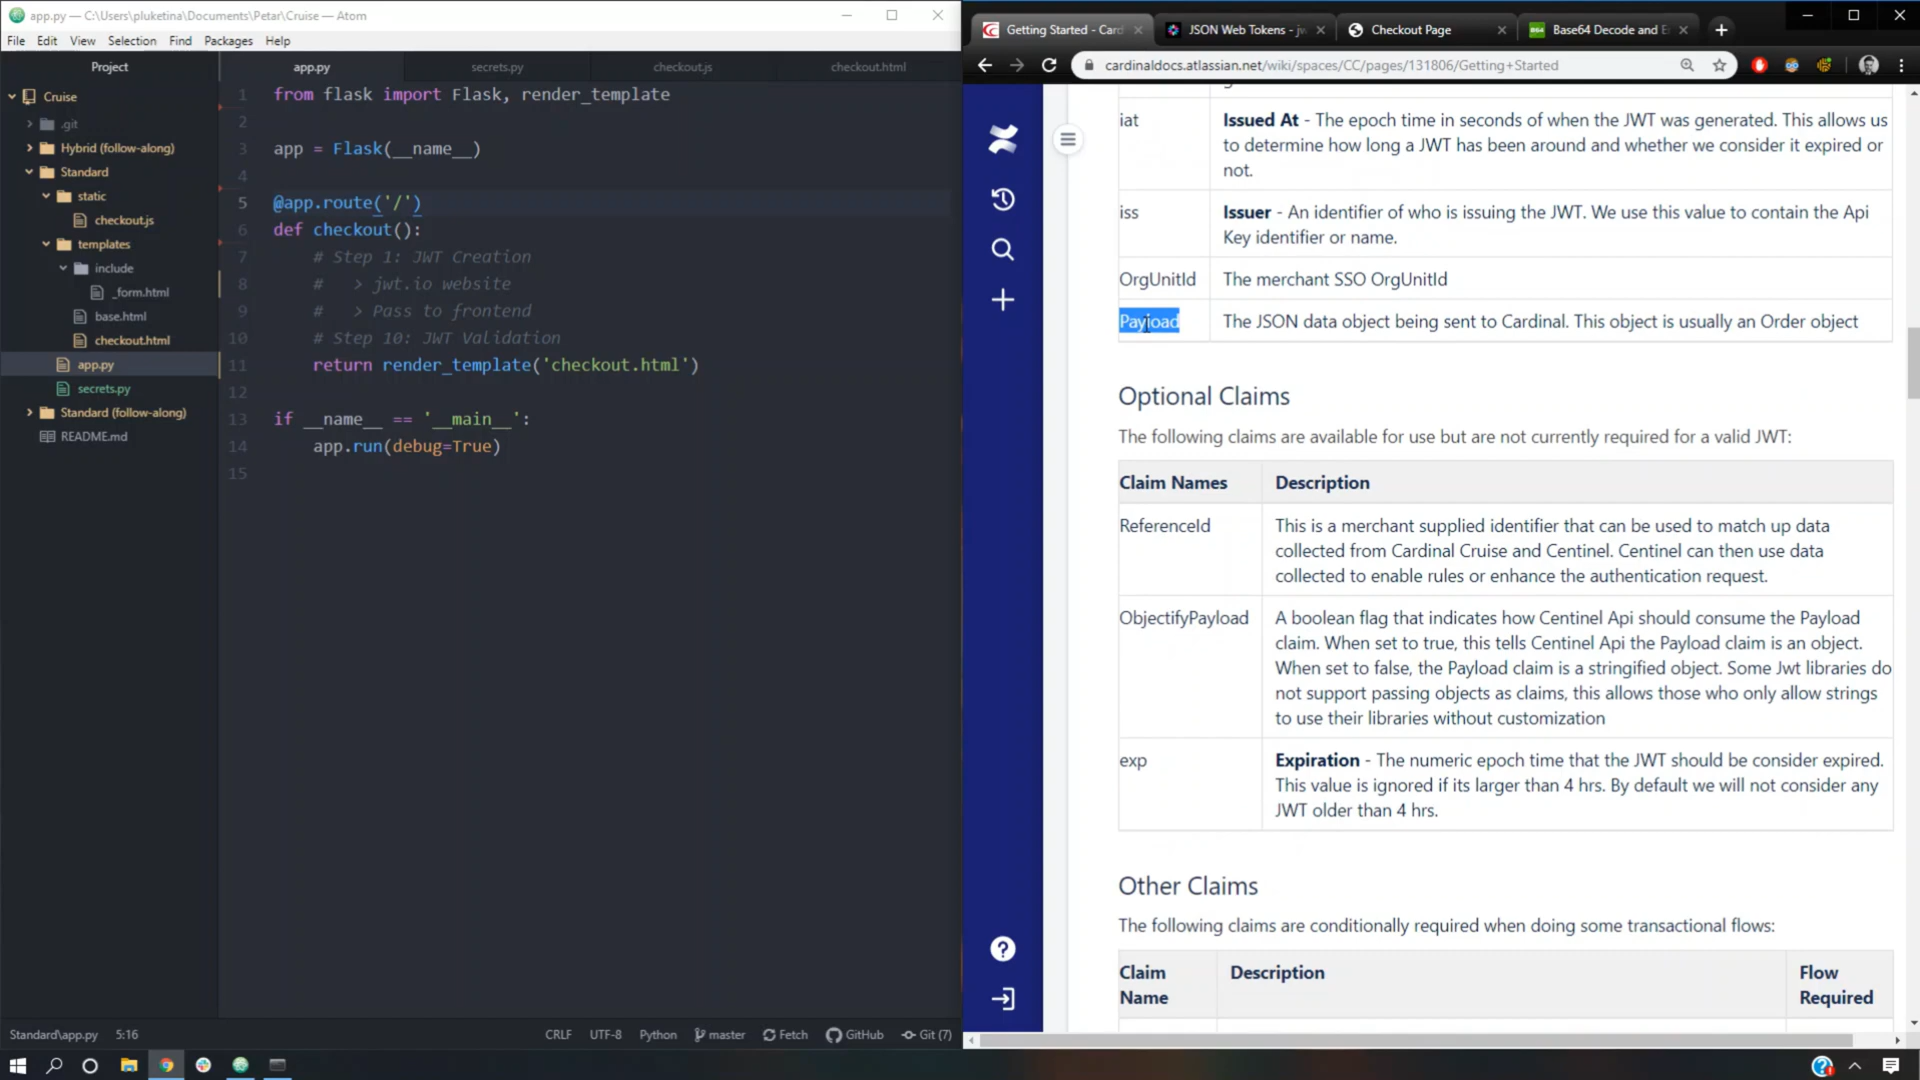 app.py — C:\Users\pluketina\Documents\Petar\Cruise — Atom
File Edit View Selection Find Packages Help
Project
Cruise
.git
Hybrid (follow-along)
Standard
static
checkout.js
templates
include
_form.html
base.html
checkout.html
app.py
secrets.py
Standard (follow-along)
README.md
app.py secrets.py checkout.js checkout.html
1 from flask import Flask, render_template
2
3 app = Flask(__name__)
4
5 @app.route('/')
6 def checkout():
7 # Step 1: JWT Creation
8 # > jwt.io website
9 # > Pass to frontend
10 # Step 10: JWT Validation
11 return render_template('checkout.html')
12
13 if __name__ == '__main__':
14 app.run(debug=True)
15
Standard\app.py 5:16 CRLF UTF-8 Python master Fetch GitHub Git (7)
Getting Started - Card JSON Web Tokens - jw Checkout Page Base64 Decode and E
cardinaldocs.atlassian.net/wiki/spaces/CC/pages/131806/Getting+Started
iat Issued At - The epoch time in seconds of when the JWT was generated. This allows us
to determine how long a JWT has been around and whether we consider it expired or
not.
iss Issuer - An identifier of who is issuing the JWT. We use this value to contain the Api
Key identifier or name.
OrgUnitId The merchant SSO OrgUnitId
Payload The JSON data object being sent to Cardinal. This object is usually an Order object
Optional Claims
The following claims are available for use but are not currently required for a valid JWT:
Claim Names Description
ReferenceId This is a merchant supplied identifier that can be used to match up data
collected from Cardinal Cruise and Centinel. Centinel can then use data
collected to enable rules or enhance the authentication request.
ObjectifyPayload A boolean flag that indicates how Centinel Api should consume the Payload
claim. When set to true, this tells Centinel Api the Payload claim is an object.
When set to false, the Payload claim is a stringified object. Some Jwt libraries do
not support passing objects as claims, this allows those who only allow strings
to use their libraries without customization
exp Expiration - The numeric epoch time that the JWT should be consider expired.
This value is ignored if its larger than 4 hrs. By default we will not consider any
JWT older than 4 hrs.
Other Claims
The following claims are conditionally required when doing some transactional flows:
Claim Name Description Flow Required